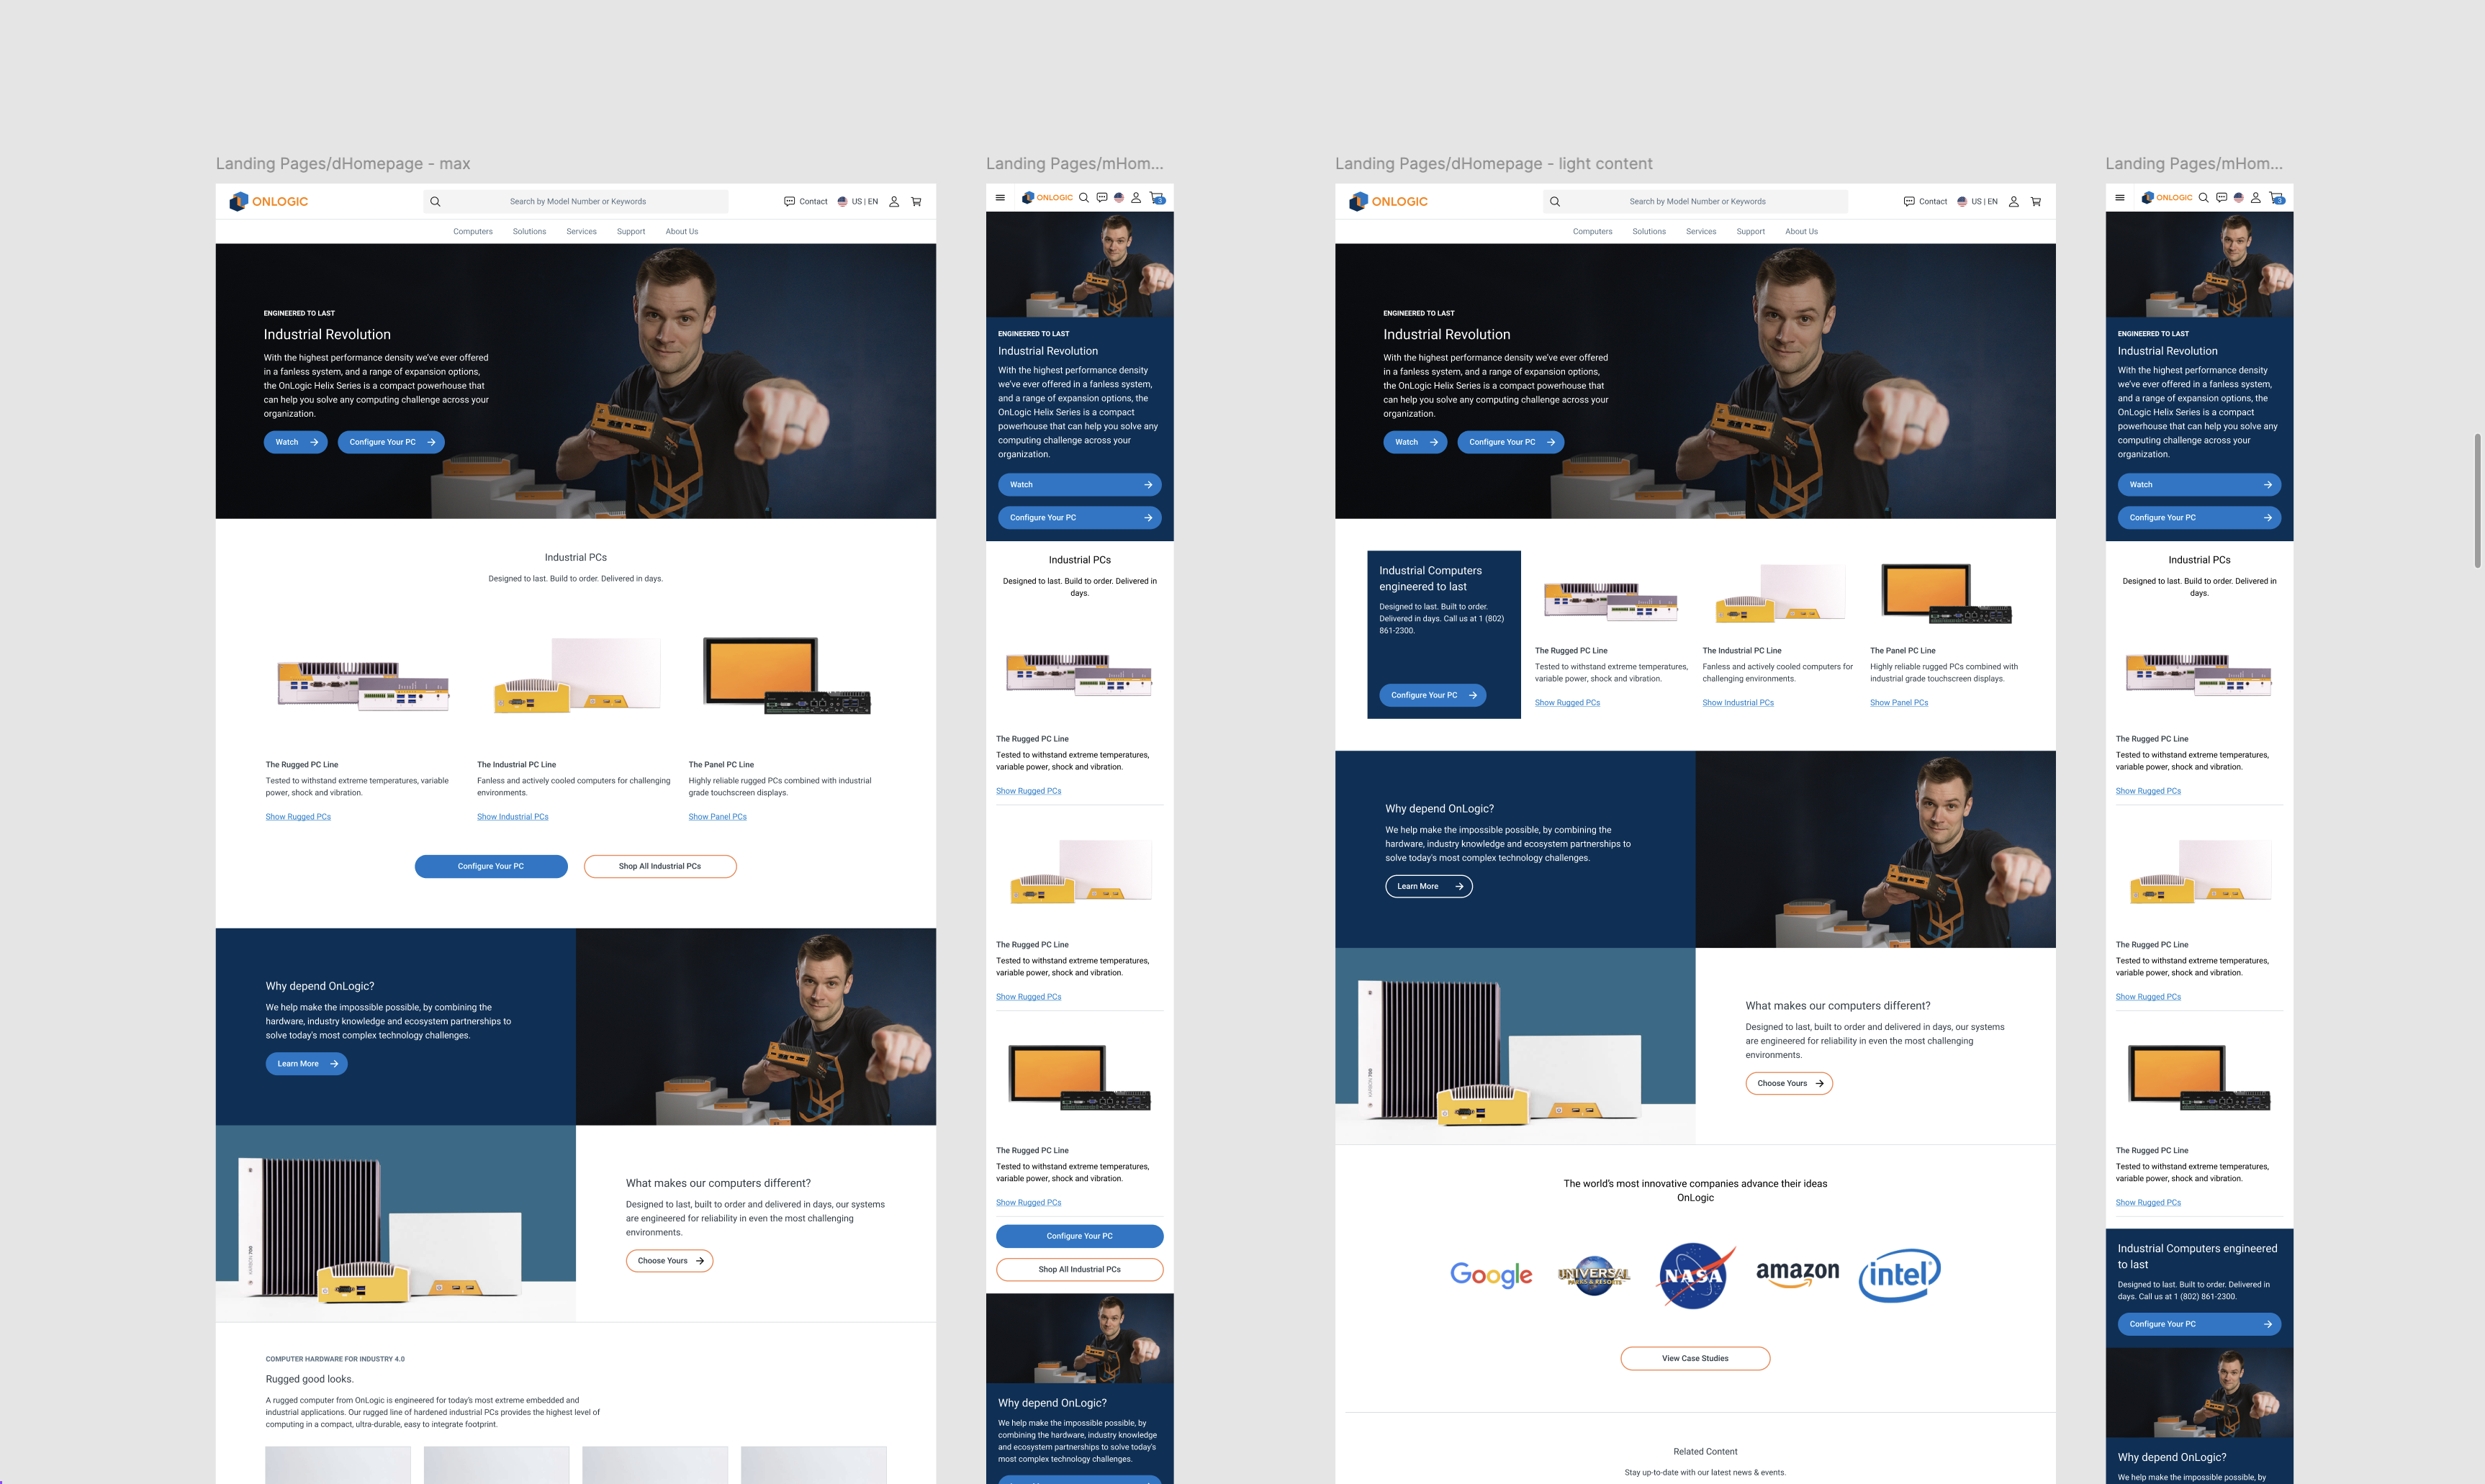 Landing Pages/dHomepage - max
ONLOGIC
Search by Model Number or Keywords
Contact
US | EN
Computers
Solutions
Services
Support
About Us
ENGINEERED TO LAST
Industrial Revolution
With the highest performance density we've ever offered
in a fanless system, and a range of expansion options,
the OnLogic Helix Series is a compact powerhouse that
can help you solve any computing challenge across your
organization.
Watch
Configure Your PC
Industrial PCs
Designed to last. Build to order. Delivered in days.
The Rugged PC Line
Tested to withstand extreme temperatures, variable
power, shock and vibration.
Show Rugged PCs
The Industrial PC Line
Fanless and actively cooled computers for challenging
environments.
Show Industrial PCs
The Panel PC Line
Highly reliable rugged PCs combined with industrial
grade touchscreen displays.
Show Panel PCs
Configure Your PC
Shop All Industrial PCs
Why depend OnLogic?
We help make the impossible possible, by combining the
hardware, industry knowledge and ecosystem partnerships to
solve today's most complex technology challenges.
Learn More
KARBON 700
What makes our computers different?
Designed to last, built to order and delivered in days, our systems
are engineered for reliability in even the most challenging
environments.
Choose Yours
COMPUTER HARDWARE FOR INDUSTRY 4.0
Rugged good looks.
A rugged computer from OnLogic is engineered for today's most extreme embedded and
industrial applications. Our rugged line of hardened industrial PCs provides the highest level of
computing in a compact, ultra-durable, easy to integrate footprint.
Landing Pages/mHom...
ONLOGIC
3
ENGINEERED TO LAST
Industrial Revolution
With the highest performance density
we've ever offered in a fanless system,
and a range of expansion options, the
OnLogic Helix Series is a compact
powerhouse that can help you solve any
computing challenge across your
organization.
Watch
Configure Your PC
Industrial PCs
Designed to last. Build to order. Delivered in
days.
The Rugged PC Line
Tested to withstand extreme temperatures,
variable power, shock and vibration.
Show Rugged PCs
The Rugged PC Line
Tested to withstand extreme temperatures,
variable power, shock and vibration.
Show Rugged PCs
The Rugged PC Line
Tested to withstand extreme temperatures,
variable power, shock and vibration.
Show Rugged PCs
Configure Your PC
Shop All Industrial PCs
Why depend OnLogic?
We help make the impossible possible, by
combining the hardware, industry knowledge
and ecosystem partnerships to solve today's
most complex technology challenges.
Landing Pages/dHomepage - light content
ONLOGIC
Search by Model Number or Keywords
Contact
US | EN
Computers
Solutions
Services
Support
About Us
ENGINEERED TO LAST
Industrial Revolution
With the highest performance density we've ever offered
in a fanless system, and a range of expansion options,
the OnLogic Helix Series is a compact powerhouse that
can help you solve any computing challenge across your
organization.
Watch
Configure Your PC
Industrial Computers
engineered to last
Designed to last. Built to order.
Delivered in days. Call us at 1 (802)
861-2300.
Configure Your PC
The Rugged PC Line
Tested to withstand extreme temperatures,
variable power, shock and vibration.
Show Rugged PCs
The Industrial PC Line
Fanless and actively cooled computers for
challenging environments.
Show Industrial PCs
The Panel PC Line
Highly reliable rugged PCs combined with
industrial grade touchscreen displays.
Show Panel PCs
Why depend OnLogic?
We help make the impossible possible, by combining the
hardware, industry knowledge and ecosystem partnerships to
solve today's most complex technology challenges.
Learn More
KARBON 700
What makes our computers different?
Designed to last, built to order and delivered in days, our systems
are engineered for reliability in even the most challenging
environments.
Choose Yours
The world's most innovative companies advance their ideas
OnLogic
Google
UNIVERSAL
PARKS & RESORTS
NASA
amazon
intel
View Case Studies
Related Content
Stay up-to-date with our latest news & events.
Landing Pages/mHom...
ONLOGIC
3
ENGINEERED TO LAST
Industrial Revolution
With the highest performance density
we've ever offered in a fanless system,
and a range of expansion options, the
OnLogic Helix Series is a compact
powerhouse that can help you solve any
computing challenge across your
organization.
Watch
Configure Your PC
Industrial PCs
Designed to last. Build to order. Delivered in
days.
The Rugged PC Line
Tested to withstand extreme temperatures,
variable power, shock and vibration.
Show Rugged PCs
The Rugged PC Line
Tested to withstand extreme temperatures,
variable power, shock and vibration.
Show Rugged PCs
The Rugged PC Line
Tested to withstand extreme temperatures,
variable power, shock and vibration.
Show Rugged PCs
Industrial Computers engineered
to last
Designed to last. Built to order. Delivered in
days. Call us at 1 (802) 861-2300.
Configure Your PC
Why depend OnLogic?
We help make the impossible possible, by